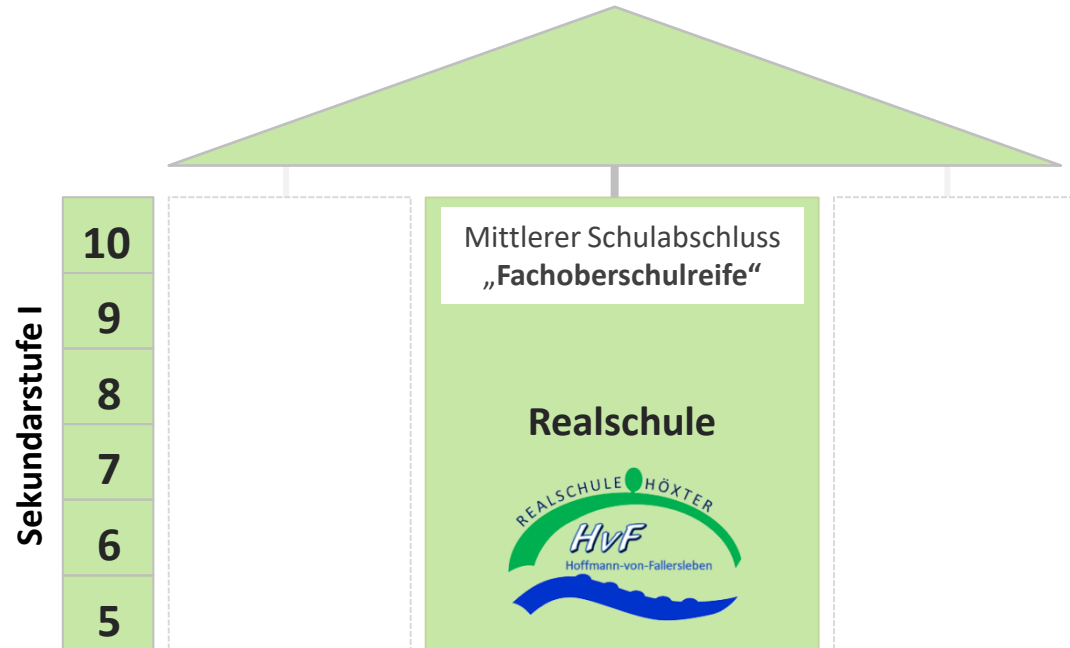 Mittlerer Schulabschluss
„Fachoberschulreife“
10
9
8
7
6
5
Sekundarstufe I
Realschule
REALSCHULE HÖXTER
HvF
Hoffmann-von-Fallersleben